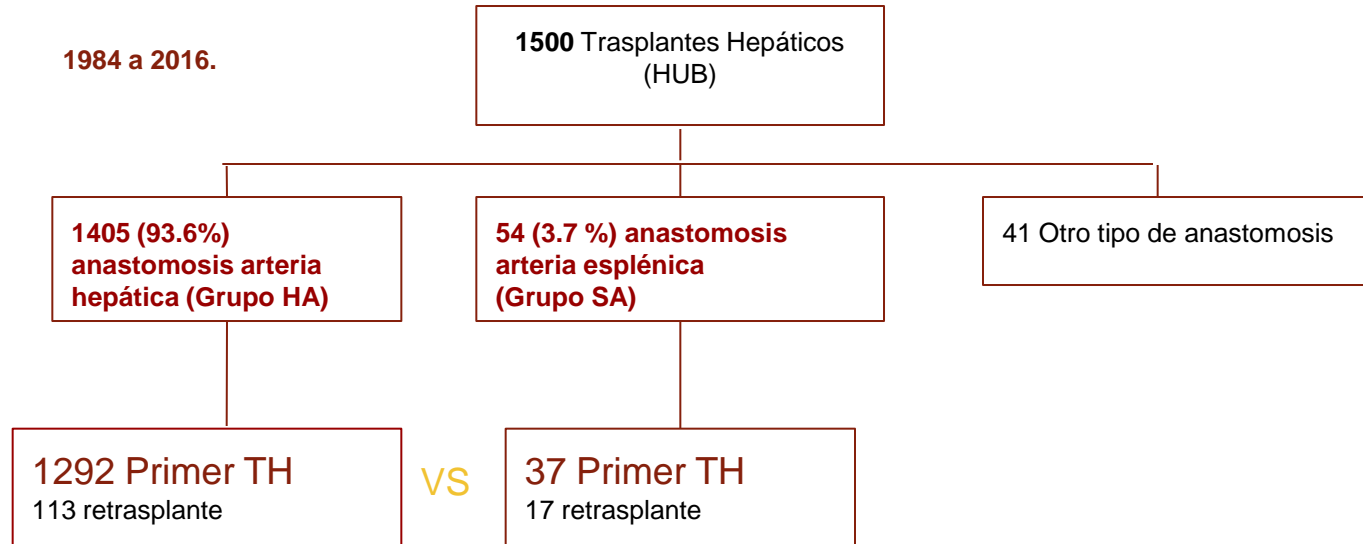 1984 a 2016.
1500 Trasplantes Hepáticos
(HUB)
1405 (93.6%)
anastomosis arteria
hepática (Grupo HA)
54 (3.7 %) anastomosis
arteria esplénica
(Grupo SA)
41 Otro tipo de anastomosis
1292 Primer TH
113 retrasplante
VS
37 Primer TH
17 retrasplante